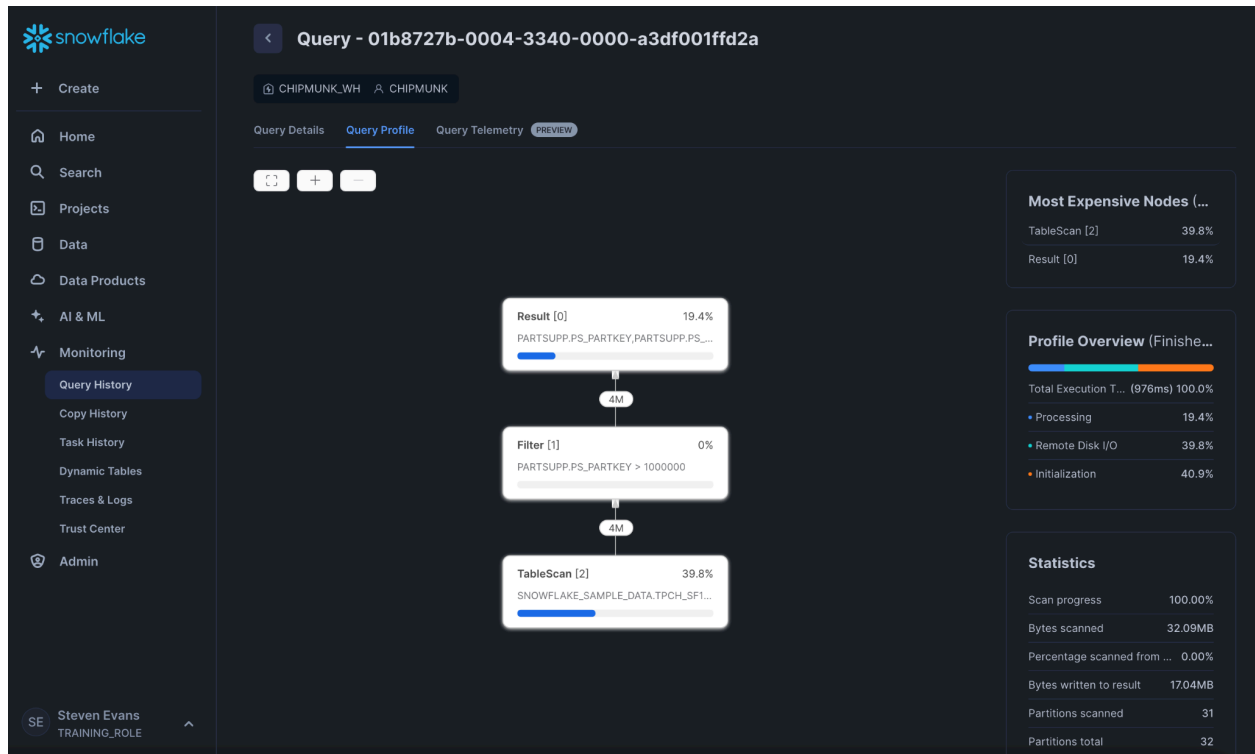 snowflake
Create
Home
Search
Projects
Data
Data Products
AI & ML
Monitoring
Query History
Copy History
Task History
Dynamic Tables
Traces & Logs
Trust Center
Admin
SE
Steven Evans
TRAINING_ROLE
Query - 01b8727b-0004-3340-0000-a3df001ffd2a
CHIPMUNK_WH CHIPMUNK
Query Details Query Profile Query Telemetry PREVIEW
Result [0] 19.4%
PARTSUPP.PS_PARTKEY,PARTSUPP.PS_...
4M
Filter [1] 0%
PARTSUPP.PS_PARTKEY > 1000000
4M
TableScan [2] 39.8%
SNOWFLAKE_SAMPLE_DATA.TPCH_SF1...
Most Expensive Nodes (...
TableScan [2] 39.8%
Result [0] 19.4%
Profile Overview (Finishe...
Total Execution T... (976ms) 100.0%
Processing 19.4%
Remote Disk I/O 39.8%
Initialization 40.9%
Statistics
Scan progress 100.00%
Bytes scanned 32.09MB
Percentage scanned from ... 0.00%
Bytes written to result 17.04MB
Partitions scanned 31
Partitions total 32